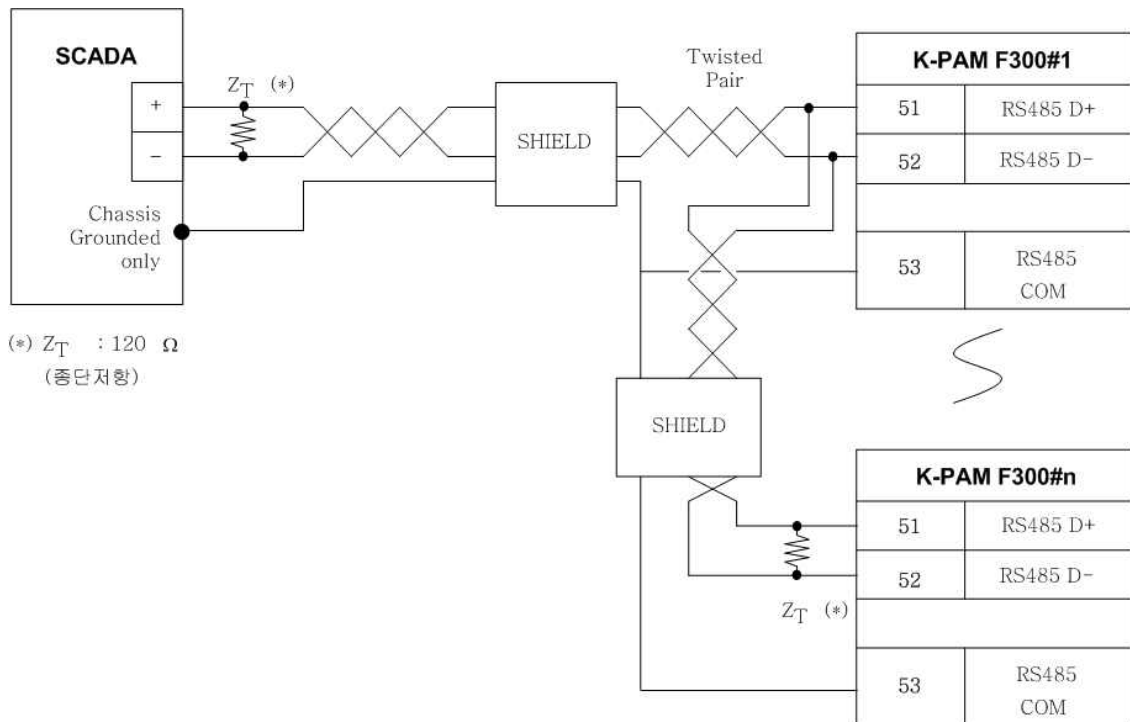 SCADA
+
−
Z_T (*)
Chassis
Grounded
only
(*) Z_T : 120 Ω
(종단저항)
SHIELD
Twisted
Pair
K-PAM F300#1
51 RS485 D+
52 RS485 D-
53 RS485
COM
SHIELD
K-PAM F300#n
51 RS485 D+
52 RS485 D-
Z_T (*)
53 RS485
COM